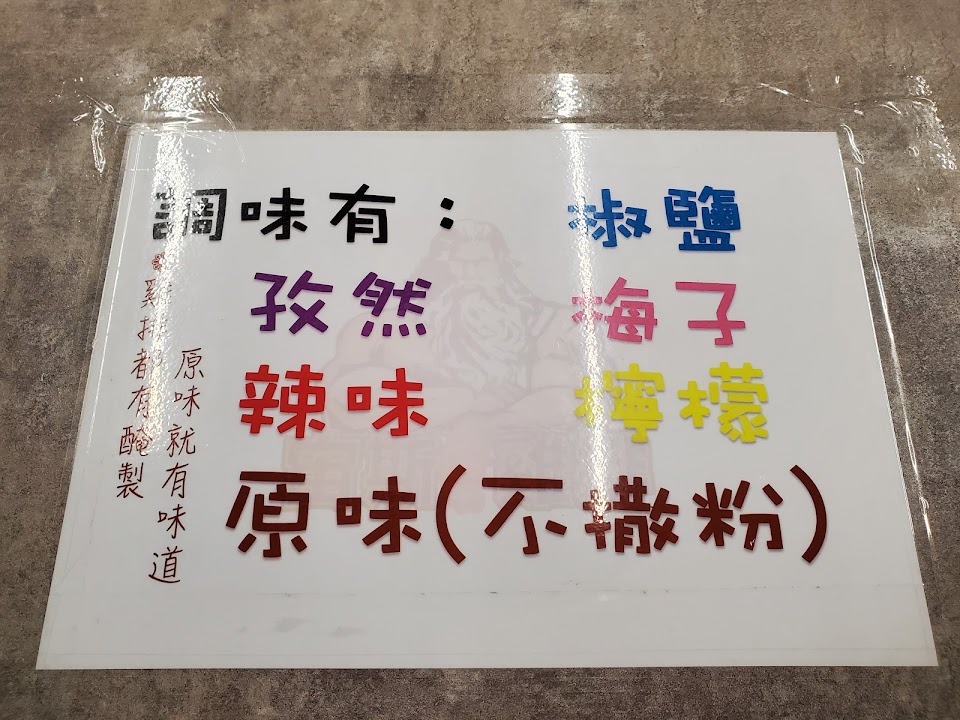 調味有： 椒鹽
孜然 梅子
辣味 檸檬
原味(不撒粉)
雞排都有醃製
原味就有味道